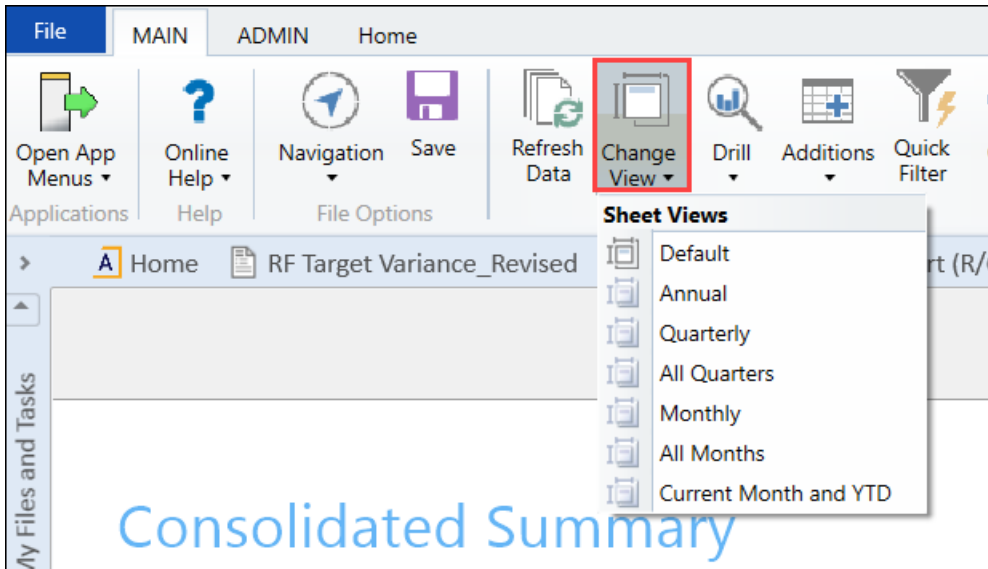 File MAIN ADMIN Home
Open App Menus Online Help Navigation Save Refresh Data Change View Drill Additions Quick Filter
Applications Help File Options
Sheet Views
A Home RF Target Variance_Revised rt (R/
Default
Annual
Quarterly
All Quarters
Monthly
All Months
Current Month and YTD
My Files and Tasks
Consolidated Summary